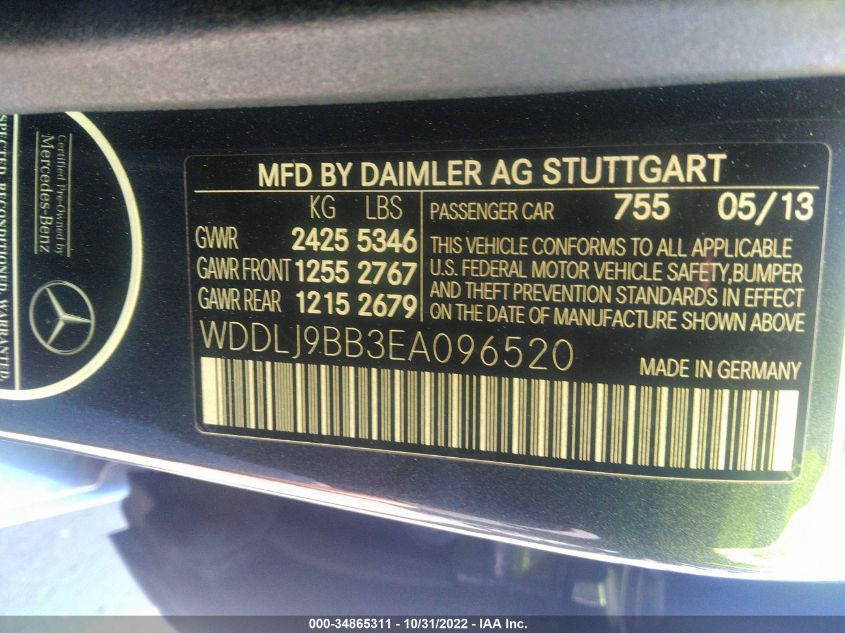 MFD BY DAIMLER AG STUTTGART
KG LBS
GVWR 2425 5346
GAWR FRONT 1255 2767
GAWR REAR 1215 2679
PASSENGER CAR 755 05/13
THIS VEHICLE CONFORMS TO ALL APPLICABLE
U.S. FEDERAL MOTOR VEHICLE SAFETY,BUMPER
AND THEFT PREVENTION STANDARDS IN EFFECT
ON THE DATE OF MANUFACTURE SHOWN ABOVE
WDDLJ9BB3EA096520
MADE IN GERMANY
Certified Pre-Owned by
Mercedes-Benz
RECONDITIONED. WARRANTED.
000-34865311 - 10/31/2022 - IAA Inc.